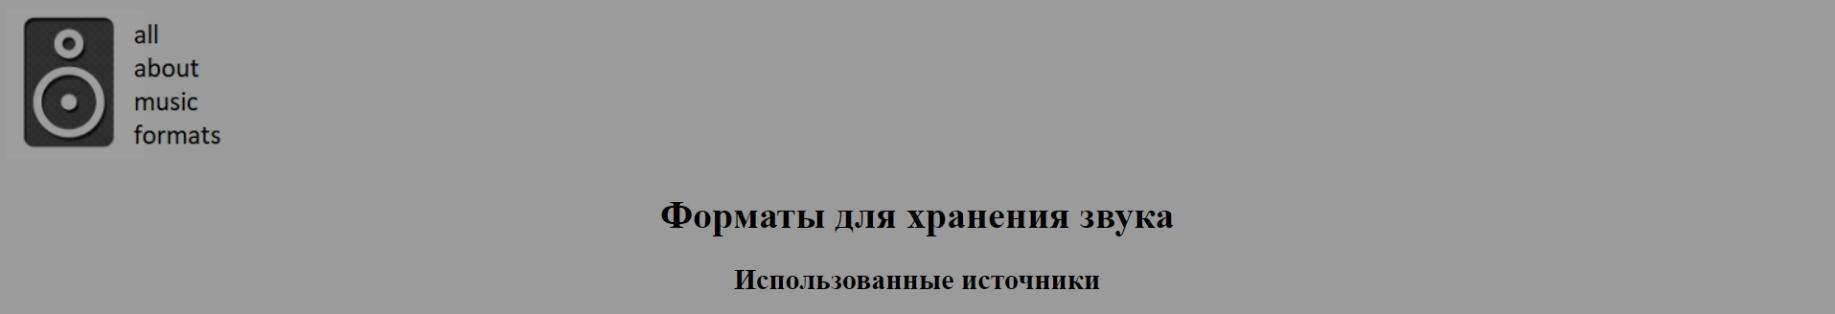 all
about
music
formats
Форматы для хранения звука
Использованные источники